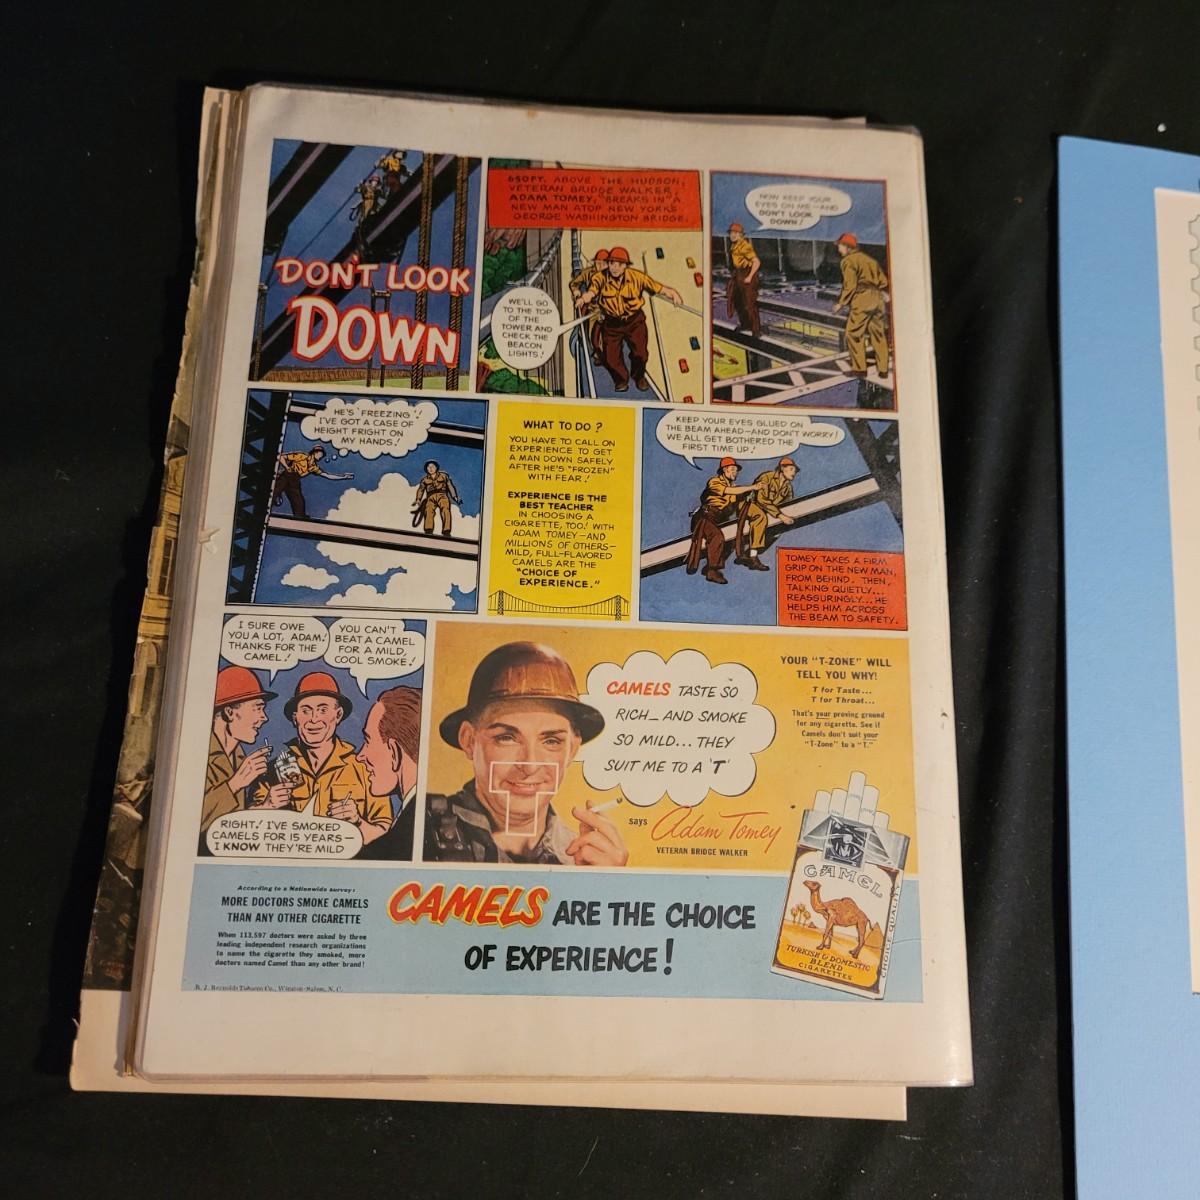 DON'T LOOK
DOWN
650 FT. ABOVE THE HUDSON,
VETERAN BRIDGE WALKER,
ADAM TOMEY, "BREAKS IN" A
NEW MAN ATOP NEW YORK'S
GEORGE WASHINGTON BRIDGE.
WE'LL GO
TO THE TOP
OF THE
TOWER AND
CHECK THE
BEACON
LIGHTS!
NOW KEEP YOUR
EYES ON ME—AND
DON'T LOOK
DOWN!
HE'S 'FREEZING'!
I'VE GOT A CASE OF
HEIGHT FRIGHT ON
MY HANDS!
WHAT TO DO?
YOU HAVE TO CALL ON
EXPERIENCE TO GET
A MAN DOWN SAFELY
AFTER HE'S "FROZEN"
WITH FEAR!
EXPERIENCE IS THE
BEST TEACHER
IN CHOOSING A
CIGARETTE, TOO! WITH
ADAM TOMEY—AND
MILLIONS OF OTHERS—
MILD, FULL-FLAVORED
CAMELS ARE THE
"CHOICE OF
EXPERIENCE."
KEEP YOUR EYES GLUED ON
THE BEAM AHEAD—AND DON'T WORRY!
WE ALL GET BOTHERED THE
FIRST TIME UP!
TOMEY TAKES A FIRM
GRIP ON THE NEW MAN,
FROM BEHIND. THEN,
TALKING QUIETLY...
REASSURINGLY... HE
HELPS HIM ACROSS
THE BEAM TO SAFETY.
I SURE OWE
YOU A LOT, ADAM!
THANKS FOR THE
CAMEL!
YOU CAN'T
BEAT A CAMEL
FOR A MILD,
COOL SMOKE!
RIGHT! I'VE SMOKED
CAMELS FOR 15 YEARS—
I KNOW THEY'RE MILD
T
CAMELS TASTE SO
RICH—AND SMOKE
SO MILD... THEY
SUIT ME TO A 'T'
says Adam Tomey
VETERAN BRIDGE WALKER
YOUR "T-ZONE" WILL
TELL YOU WHY!
T for Taste...
T for Throat...
That's your proving ground
for any cigarette. See if
Camels don't suit your
"T-Zone" to a "T."
According to a Nationwide survey:
MORE DOCTORS SMOKE CAMELS
THAN ANY OTHER CIGARETTE
When 113,597 doctors were asked by three
leading independent research organizations
to name the cigarette they smoked, more
doctors named Camel than any other brand!
R. J. Reynolds Tobacco Co., Winston-Salem, N. C.
CAMELS ARE THE CHOICE
OF EXPERIENCE!
CAMEL
TURKISH & DOMESTIC
BLEND
CIGARETTES
CHOICE QUALITY